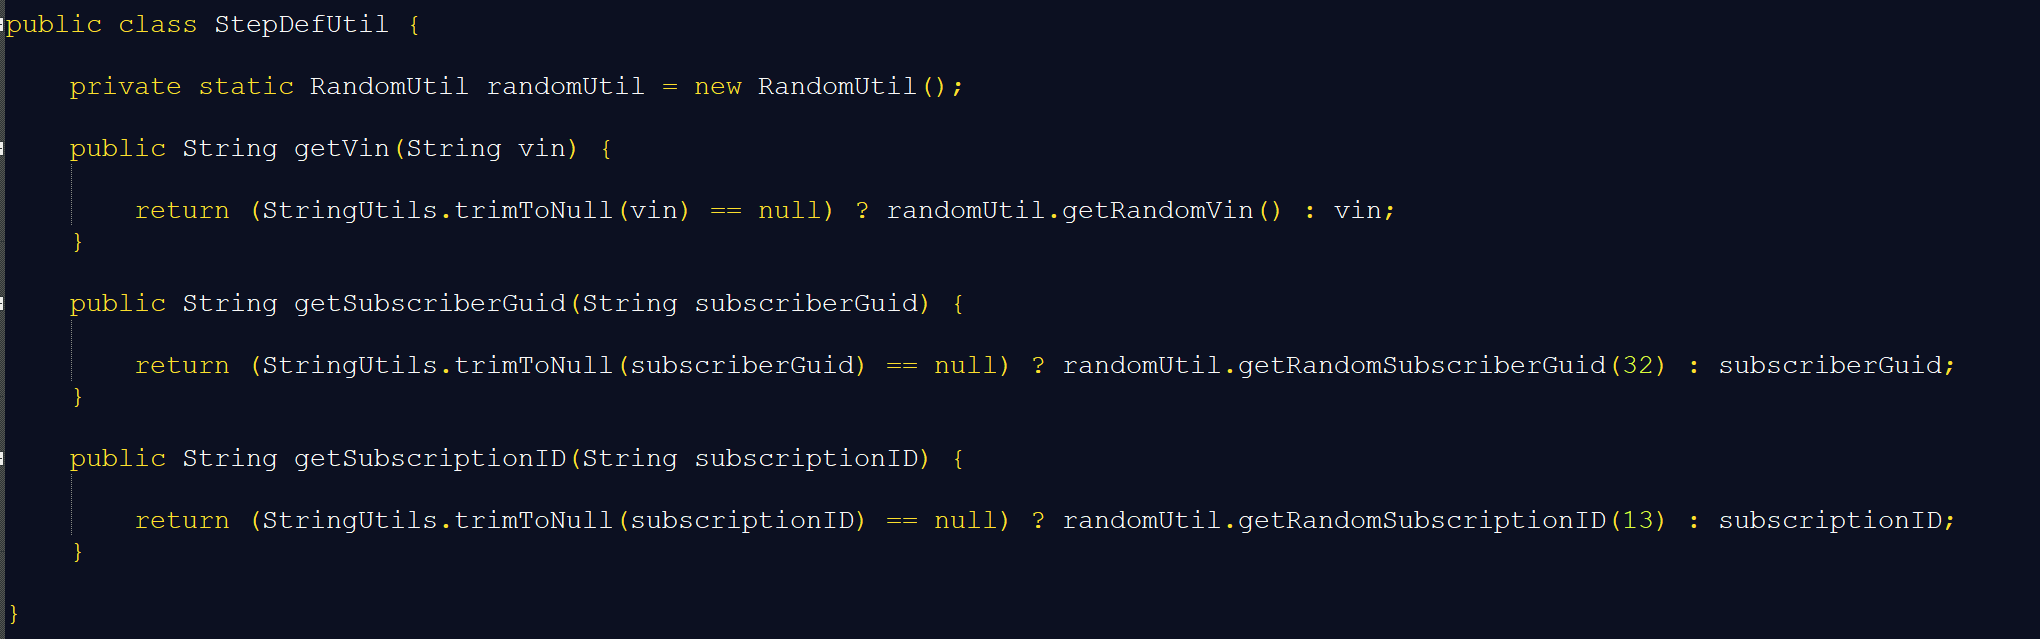 public class StepDefUtil {
private static RandomUtil randomUtil = new RandomUtil();
public String getVin(String vin) {
return (StringUtils.trimToNull(vin) == null) ? randomUtil.getRandomVin() : vin;
}
public String getSubscriberGuid(String subscriberGuid) {
return (StringUtils.trimToNull(subscriberGuid) == null) ? randomUtil.getRandomSubscriberGuid(32) : subscriberGuid;
}
public String getSubscriptionID(String subscriptionID) {
return (StringUtils.trimToNull(subscriptionID) == null) ? randomUtil.getRandomSubscriptionID(13) : subscriptionID;
}
}